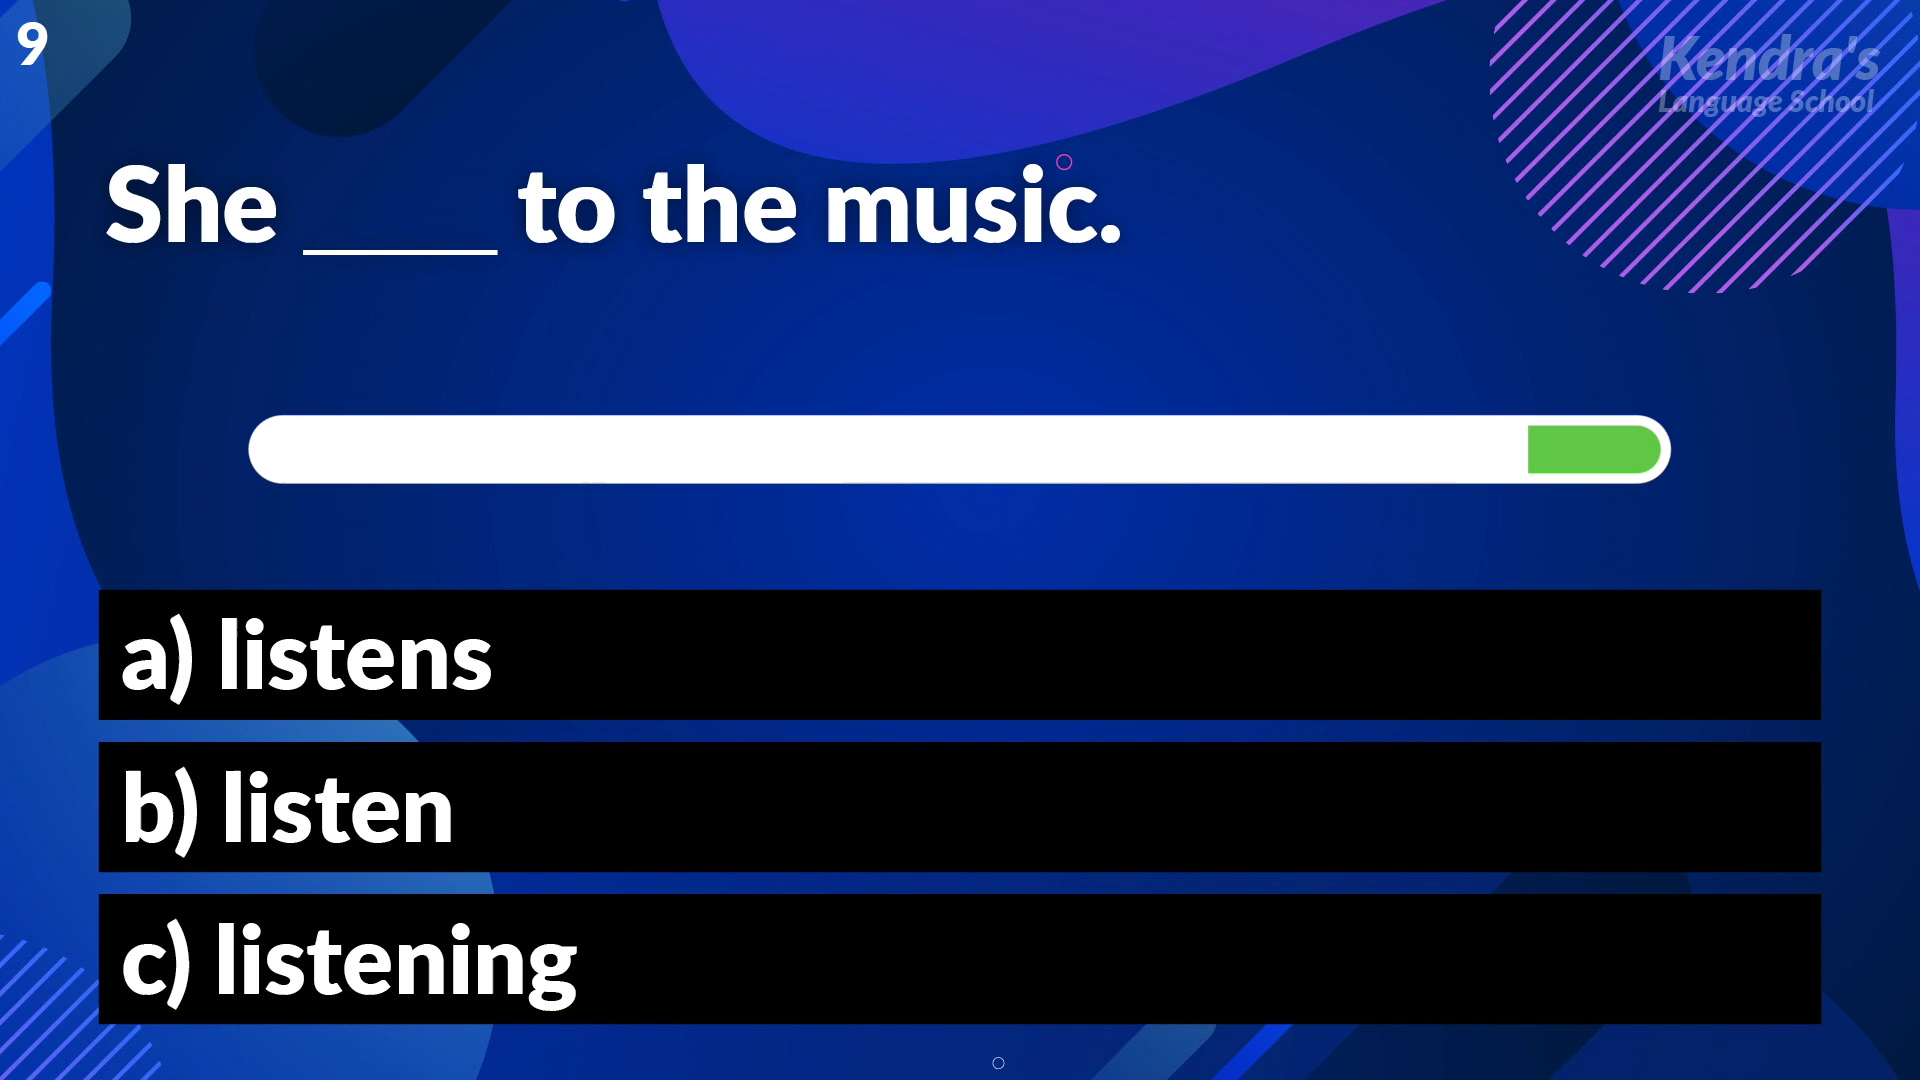 9
Kendra's
Language School
She ____ to the music.
a) listens
b) listen
c) listening